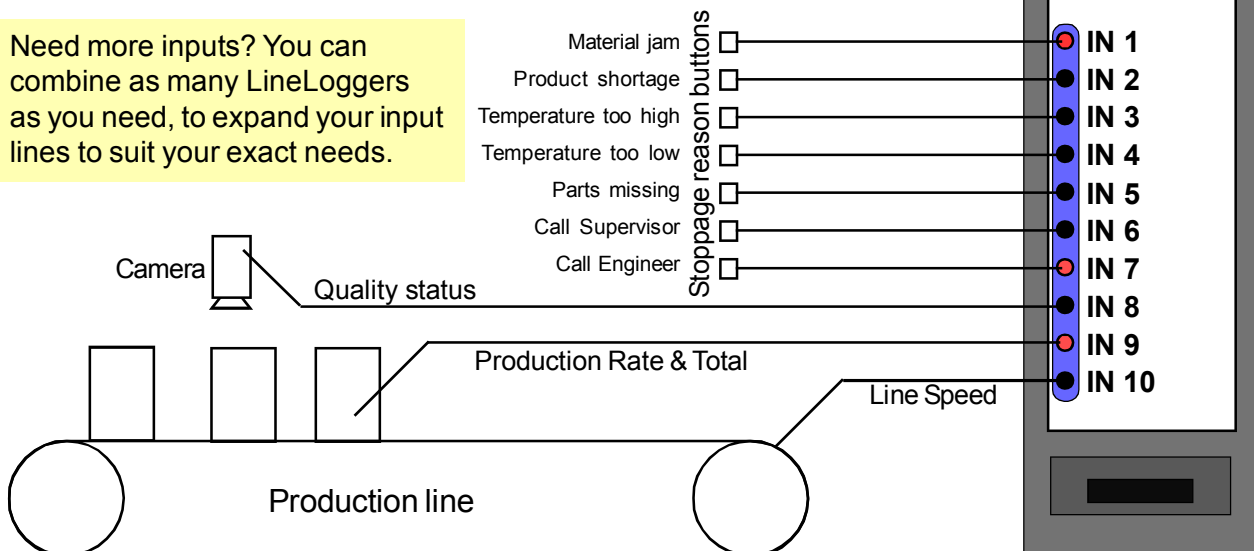 Need more inputs? You can
combine as many LineLoggers
as you need, to expand your input
lines to suit your exact needs.
Material jam
Product shortage
Temperature too high
Temperature too low
Parts missing
Call Supervisor
Call Engineer
Stoppage reason buttons
IN 1
IN 2
IN 3
IN 4
IN 5
IN 6
IN 7
IN 8
IN 9
IN 10
Camera
Quality status
Production Rate & Total
Line Speed
Production line